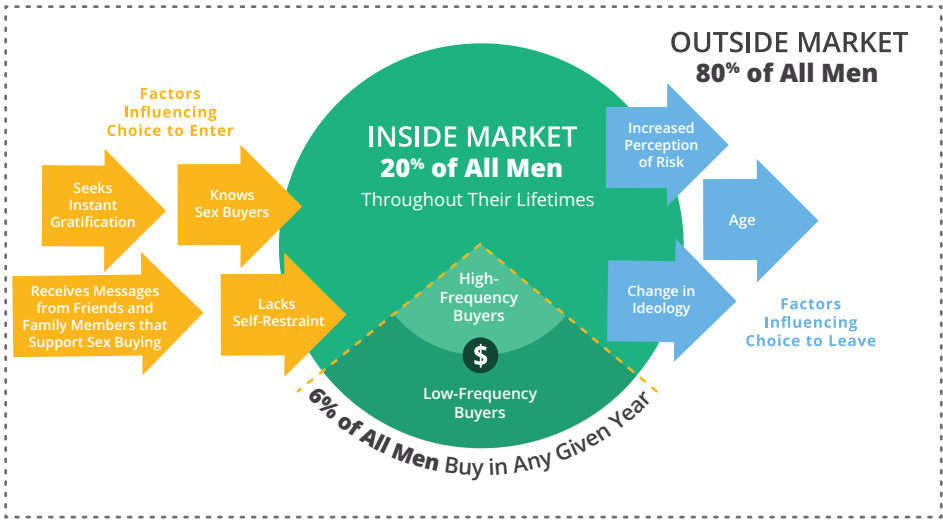 OUTSIDE MARKET
80% of All Men
Factors
Influencing
Choice to Enter
INSIDE MARKET
20% of All Men
Throughout Their Lifetimes
Increased
Perception
of Risk
Seeks
Instant
Gratification
Knows
Sex Buyers
Age
Receives Messages
from Friends and
Family Members that
Support Sex Buying
Lacks
Self-Restraint
High-
Frequency
Buyers
Change in
Ideology
Factors
Influencing
Choice to Leave
$
Low-Frequency
Buyers
6% of All Men Buy in Any Given Year